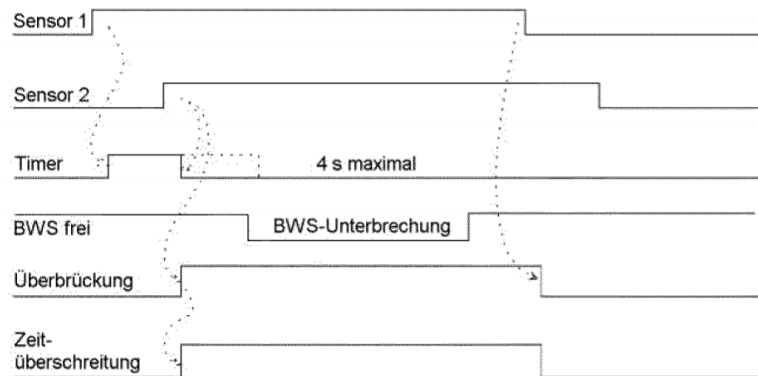 Sensor 1
Sensor 2
Timer
4 s maximal
BWS frei
BWS-Unterbrechung
Überbrückung
Zeit-
überschreitung